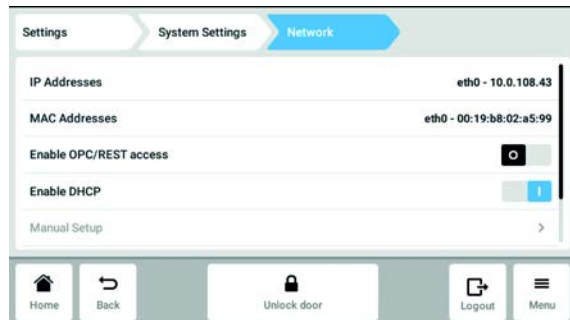 Settings System Settings Network
IP Addresses eth0 - 10.0.108.43
MAC Addresses eth0 - 00:19:b8:02:a5:99
Enable OPC/REST access O
Enable DHCP I
Manual Setup >
Home Back Unlock door Logout Menu